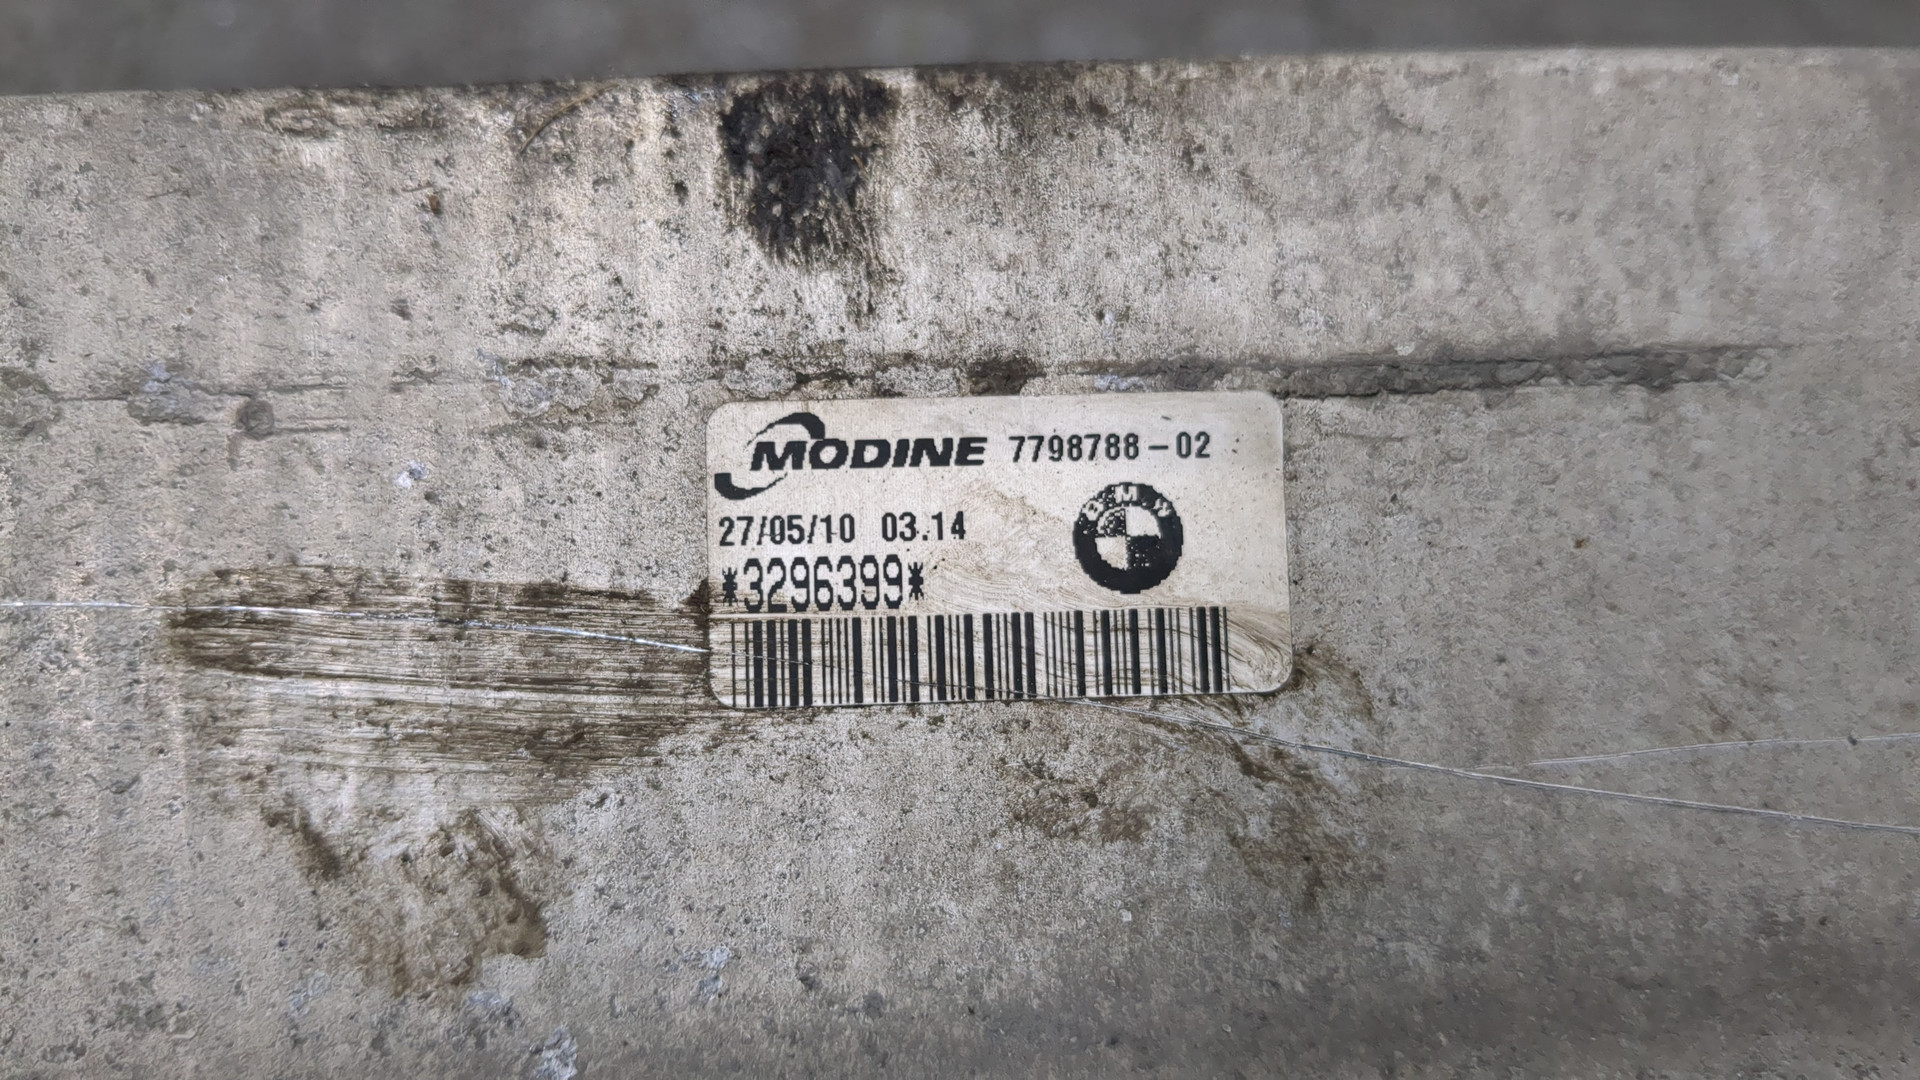 MODINE 7798788-02
BMW
27/05/10 03.14
*3296399*